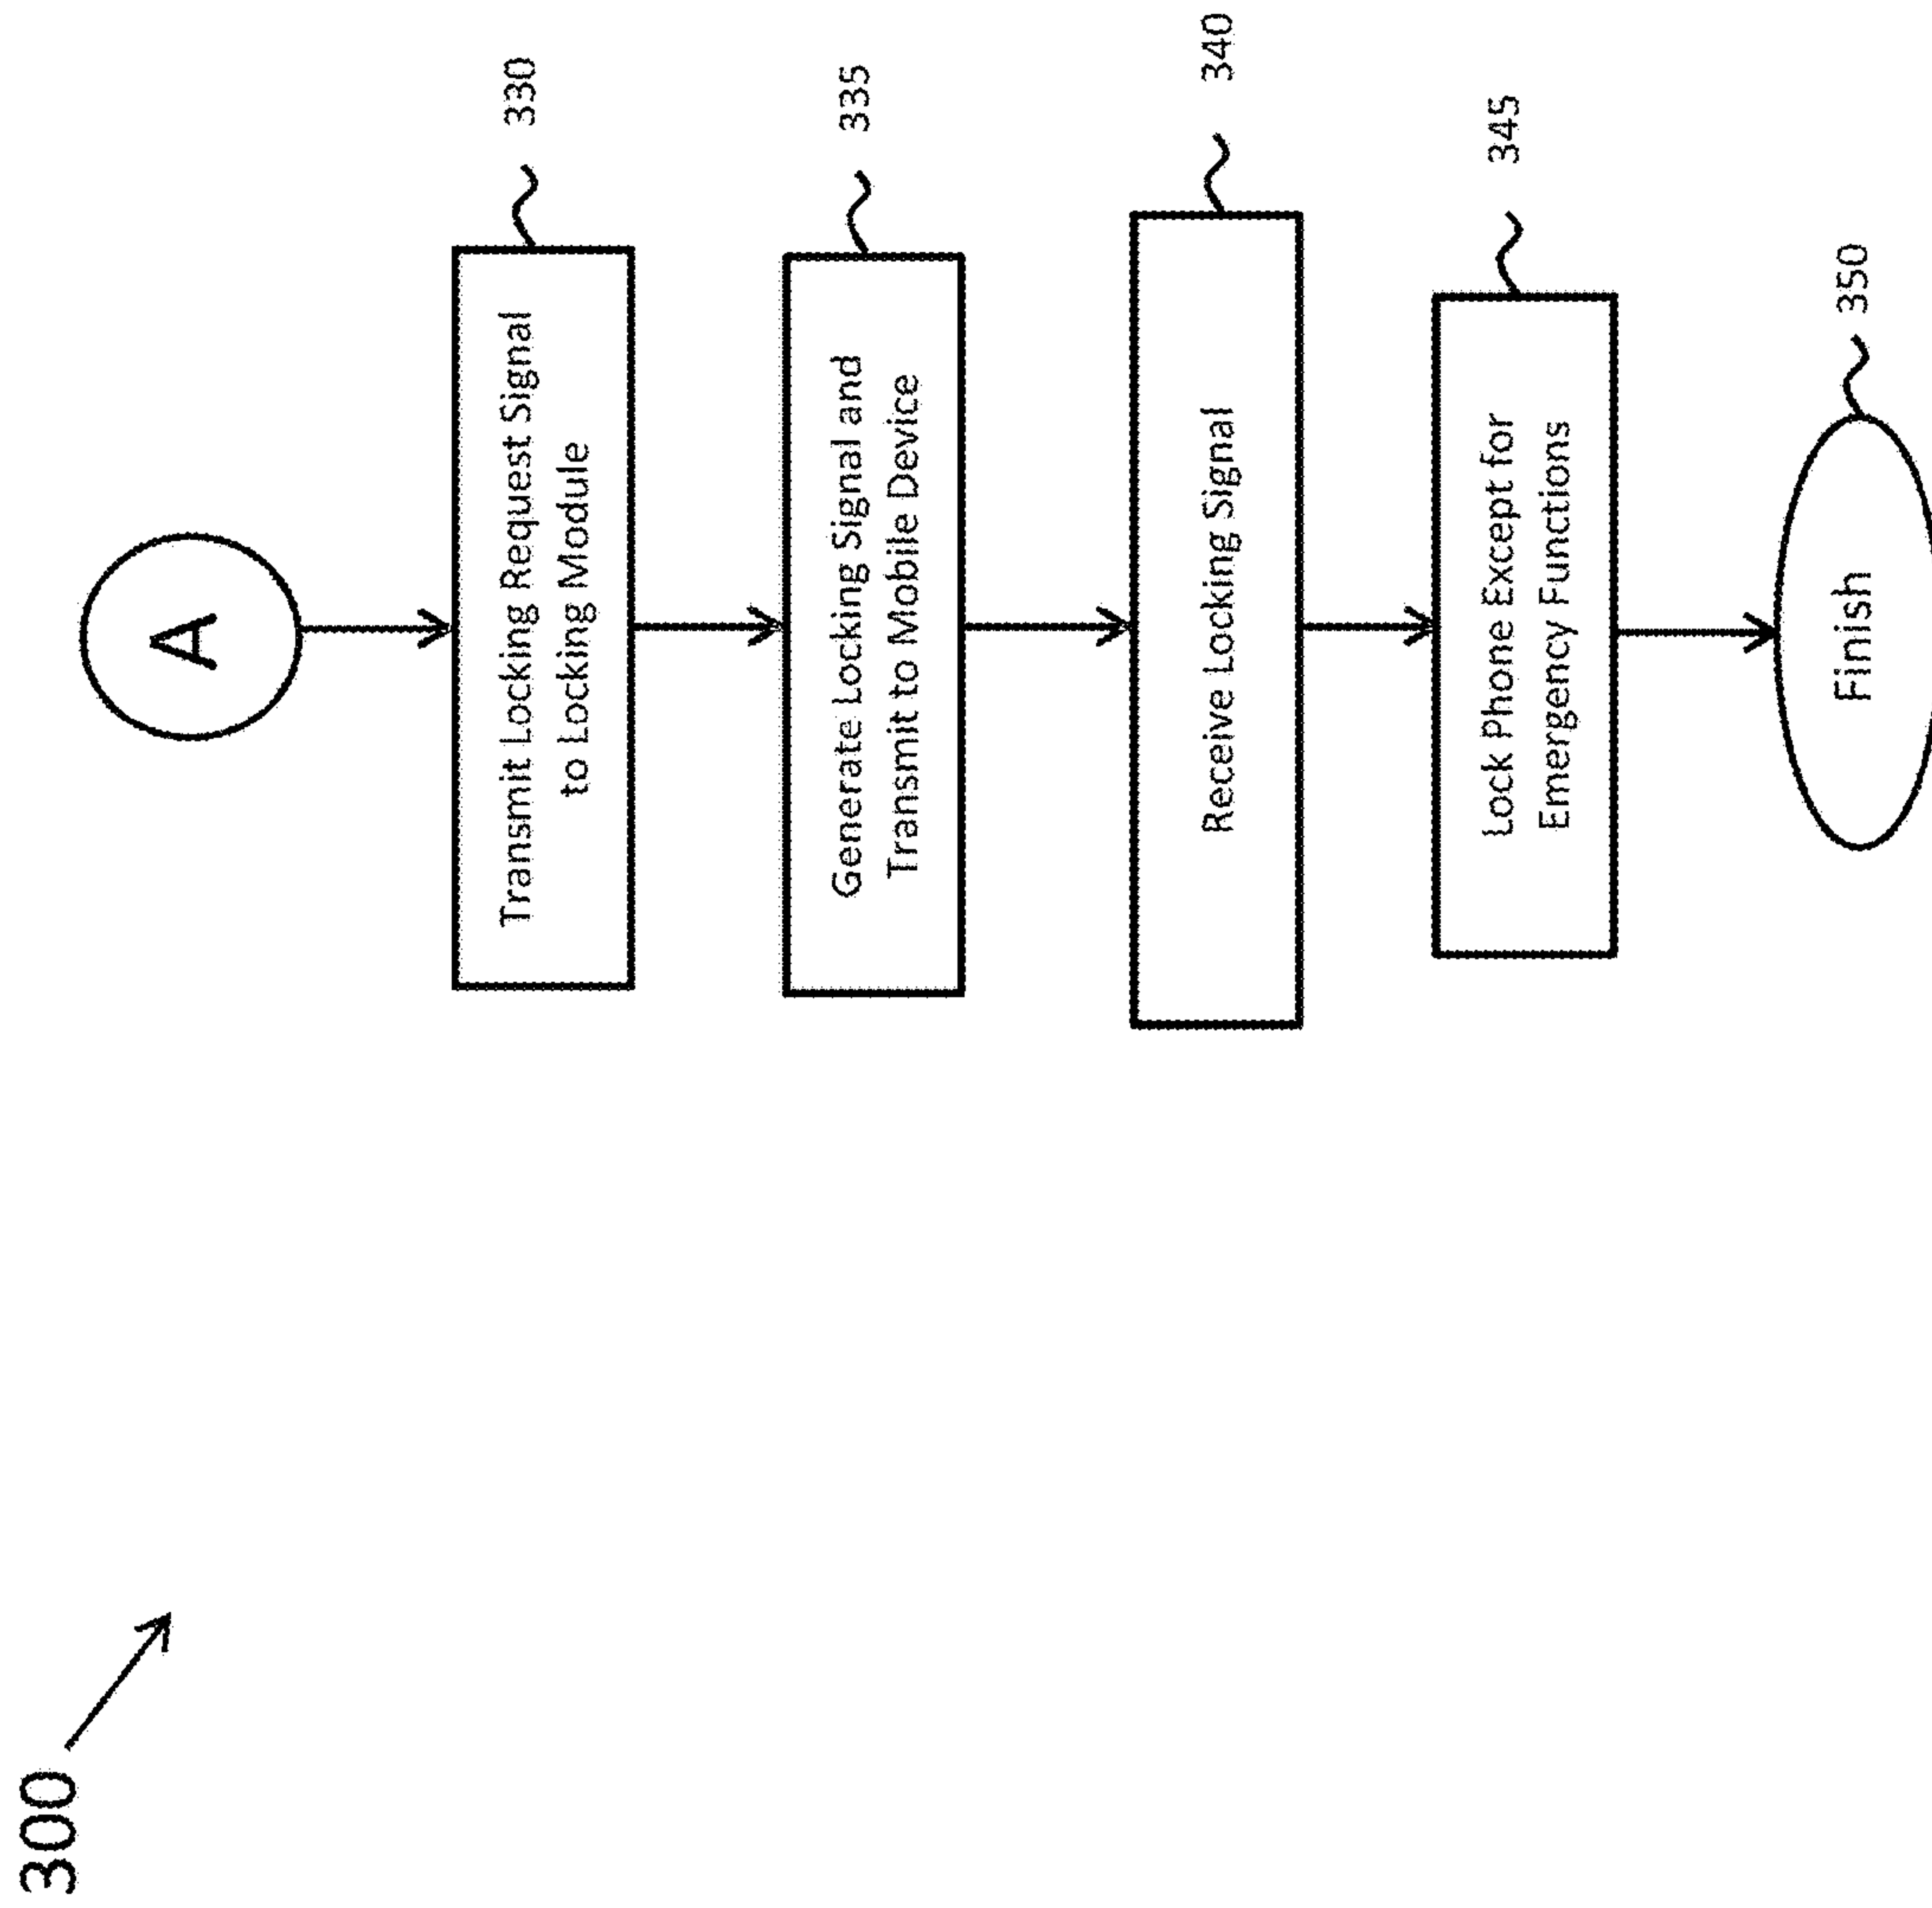 300
A
Transmit Locking Request Signal
to Locking Module
330
Generate Locking Signal and
Transmit to Mobile Device
335
Receive Locking Signal
340
Lock Phone Except for
Emergency Functions
345
Finish
350